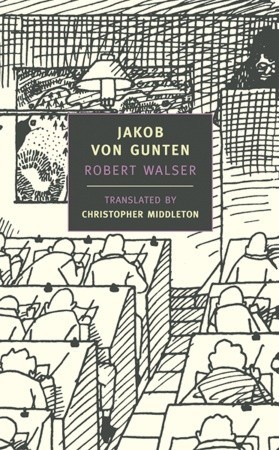 JAKOB
VON GUNTEN
ROBERT WALSER
TRANSLATED BY
CHRISTOPHER MIDDLETON